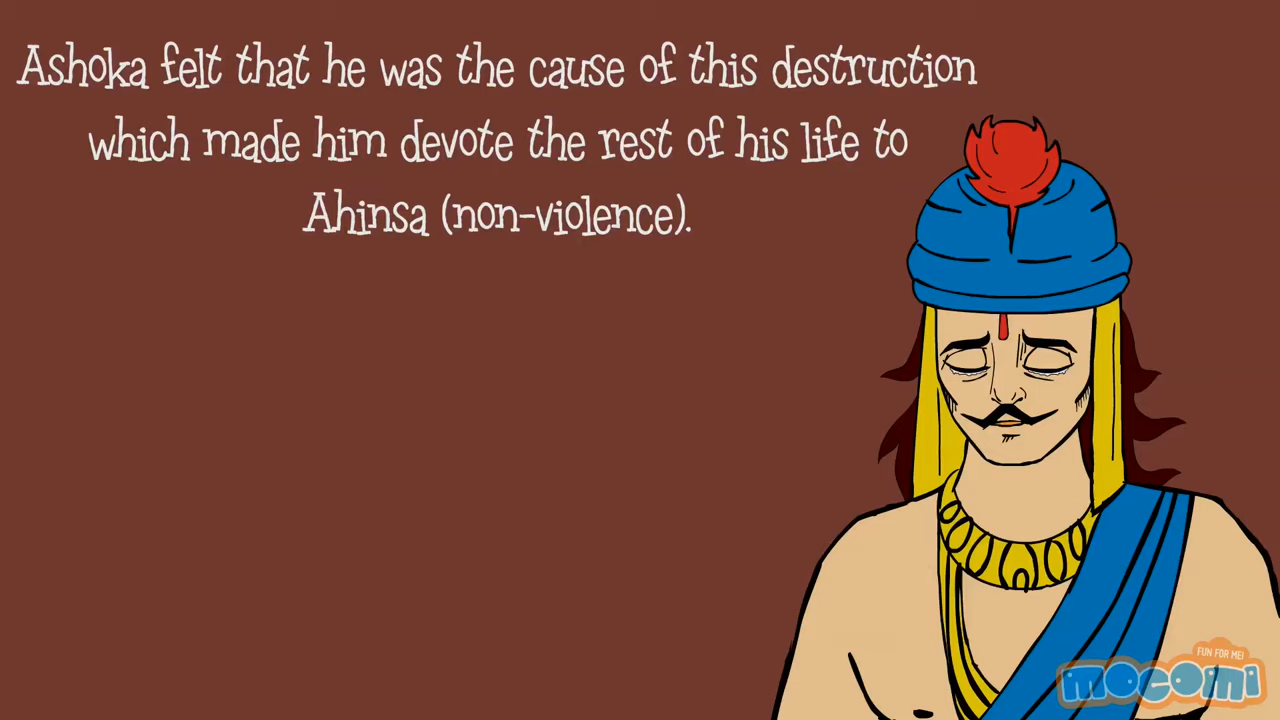 Ashoka felt that he was the cause of this destruction
which made him devote the rest of his life to
Ahinsa (non-violence).
FUN FOR ME!
mocomi